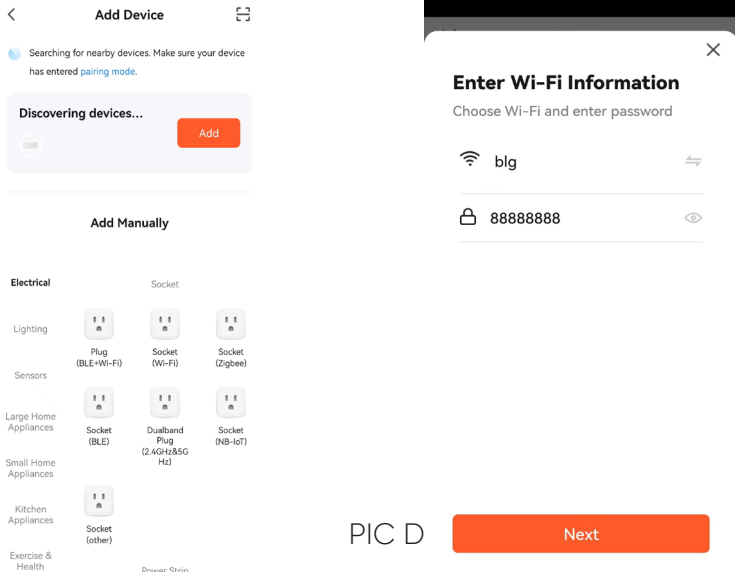 Add Device
Searching for nearby devices. Make sure your device
has entered pairing mode.
Discovering devices...
Add
Add Manually
Electrical
Socket
Lighting
Plug
(BLE+Wi-Fi)
Socket
(Wi-Fi)
Socket
(Zigbee)
Sensors
Large Home
Appliances
Socket
(BLE)
Dualband
Plug
(2.4GHz&5G
Hz)
Socket
(NB-IoT)
Small Home
Appliances
Kitchen
Appliances
Socket
(other)
Exercise &
Health
Power Strip
PIC D
Enter Wi-Fi Information
Choose Wi-Fi and enter password
blg
88888888
Next